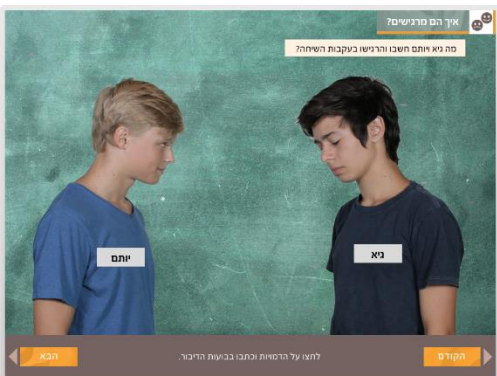 איך הם מרגישים?
מה גיא ויותם חשבו והרגישו בעקבות השיחה?
גיא
יותם
הקודם
לחצו על הדמויות וכתבו בבועות הדיבור.
הבא